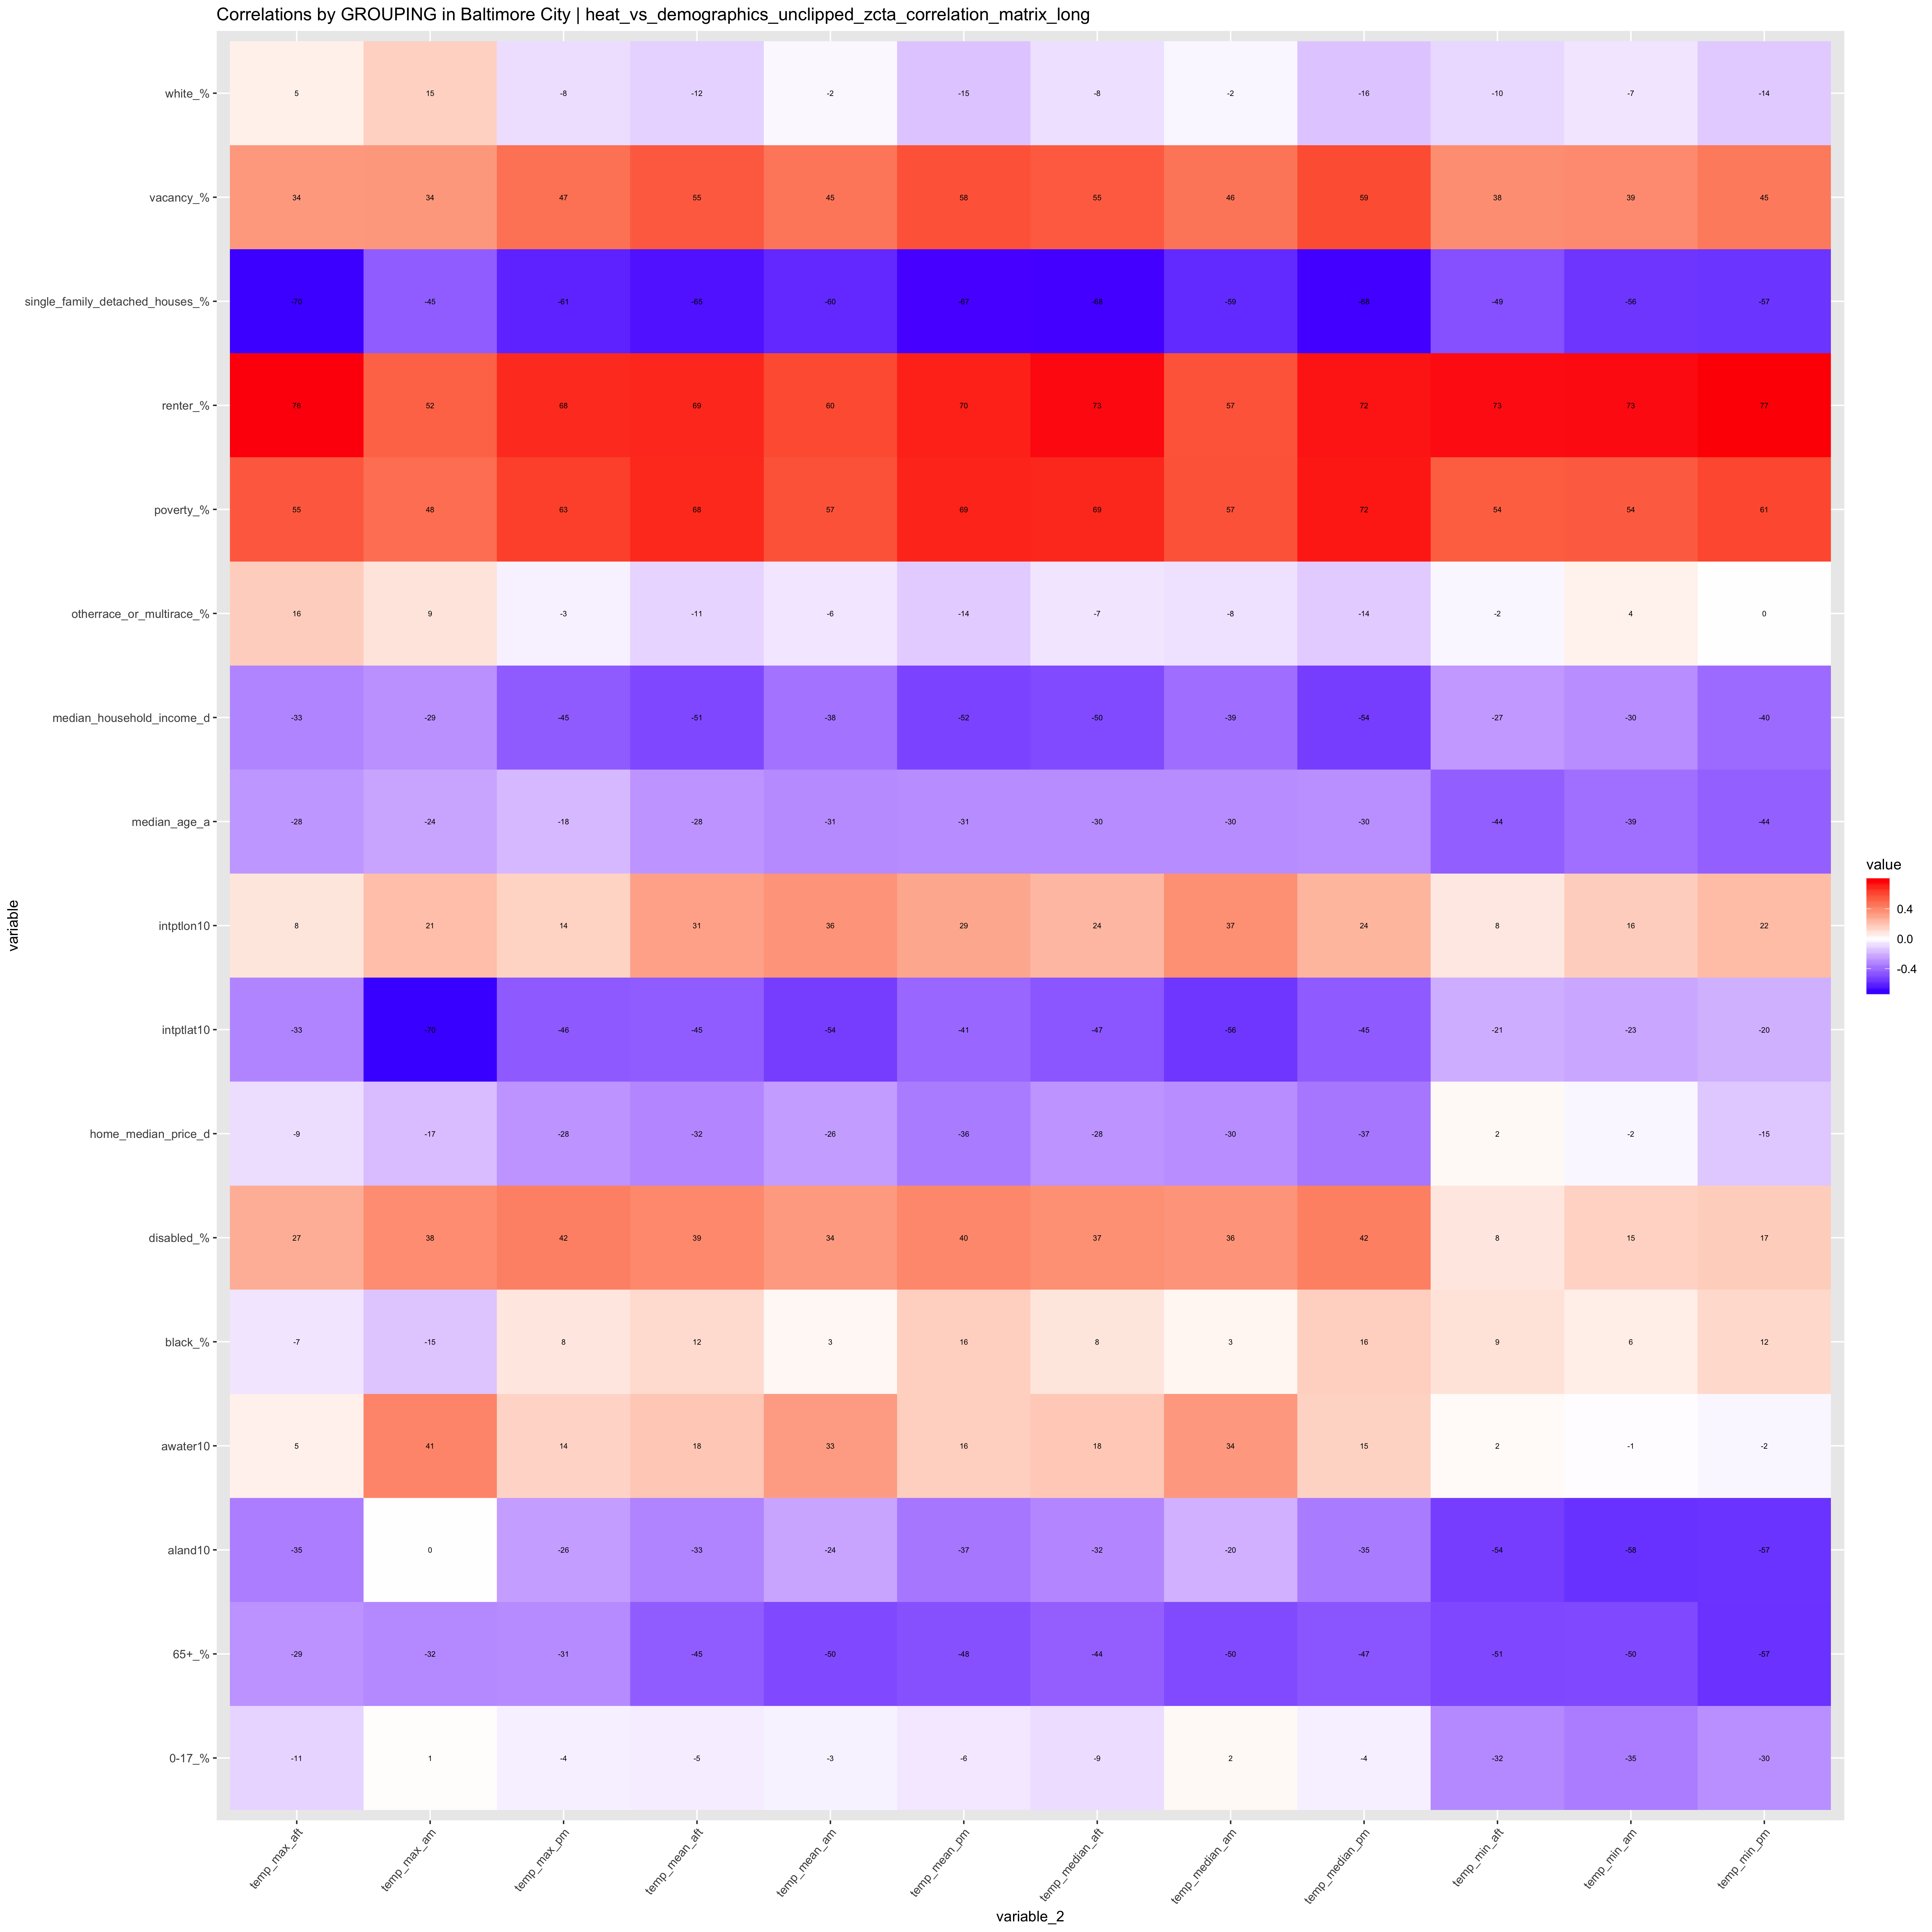 Correlations by GROUPING in Baltimore City | heat_vs_demographics_unclipped_zcta_correlation_matrix_long
white_% 5 15 -8 -12 -2 -15 -8 -2 -16 -10 -7 -14
vacancy_% 34 34 47 55 45 58 55 46 59 38 39 45
single_family_detached_houses_% -70 -45 -61 -65 -60 -67 -68 -59 -68 -49 -56 -57
renter_% 75 52 68 69 60 70 73 57 72 73 73 77
poverty_% 55 48 63 68 57 69 69 57 72 54 54 61
otherrace_or_multirace_% 16 9 -3 -11 -6 -14 -7 -8 -14 -2 4 0
median_household_income_d -33 -29 -45 -51 -38 -52 -50 -39 -54 -27 -30 -40
median_age_a -28 -24 -18 -28 -31 -31 -30 -30 -30 -44 -39 -44
variable
intptlon10 8 21 14 31 36 29 24 37 24 8 16 22
intptlat10 -33 -70 -46 -45 -54 -41 -47 -56 -45 -21 -23 -20
home_median_price_d -9 -17 -28 -32 -26 -36 -28 -30 -37 2 -2 -15
disabled_% 27 38 42 39 34 40 37 36 42 8 15 17
black_% -7 -15 8 12 3 16 8 3 16 9 6 12
awater10 5 41 14 18 33 16 18 34 15 2 -1 -2
aland10 -35 0 -26 -33 -24 -37 -32 -20 -35 -54 -58 -57
65+_% -29 -32 -31 -45 -50 -48 -44 -50 -47 -51 -50 -57
0-17_% -11 1 -4 -5 -3 -6 -9 2 -4 -32 -35 -30
temp_max_aft temp_max_am temp_max_pm temp_mean_aft temp_mean_am temp_mean_pm temp_median_aft temp_median_am temp_median_pm temp_min_aft temp_min_am temp_min_pm
variable_2
value
0.4
0.0
-0.4